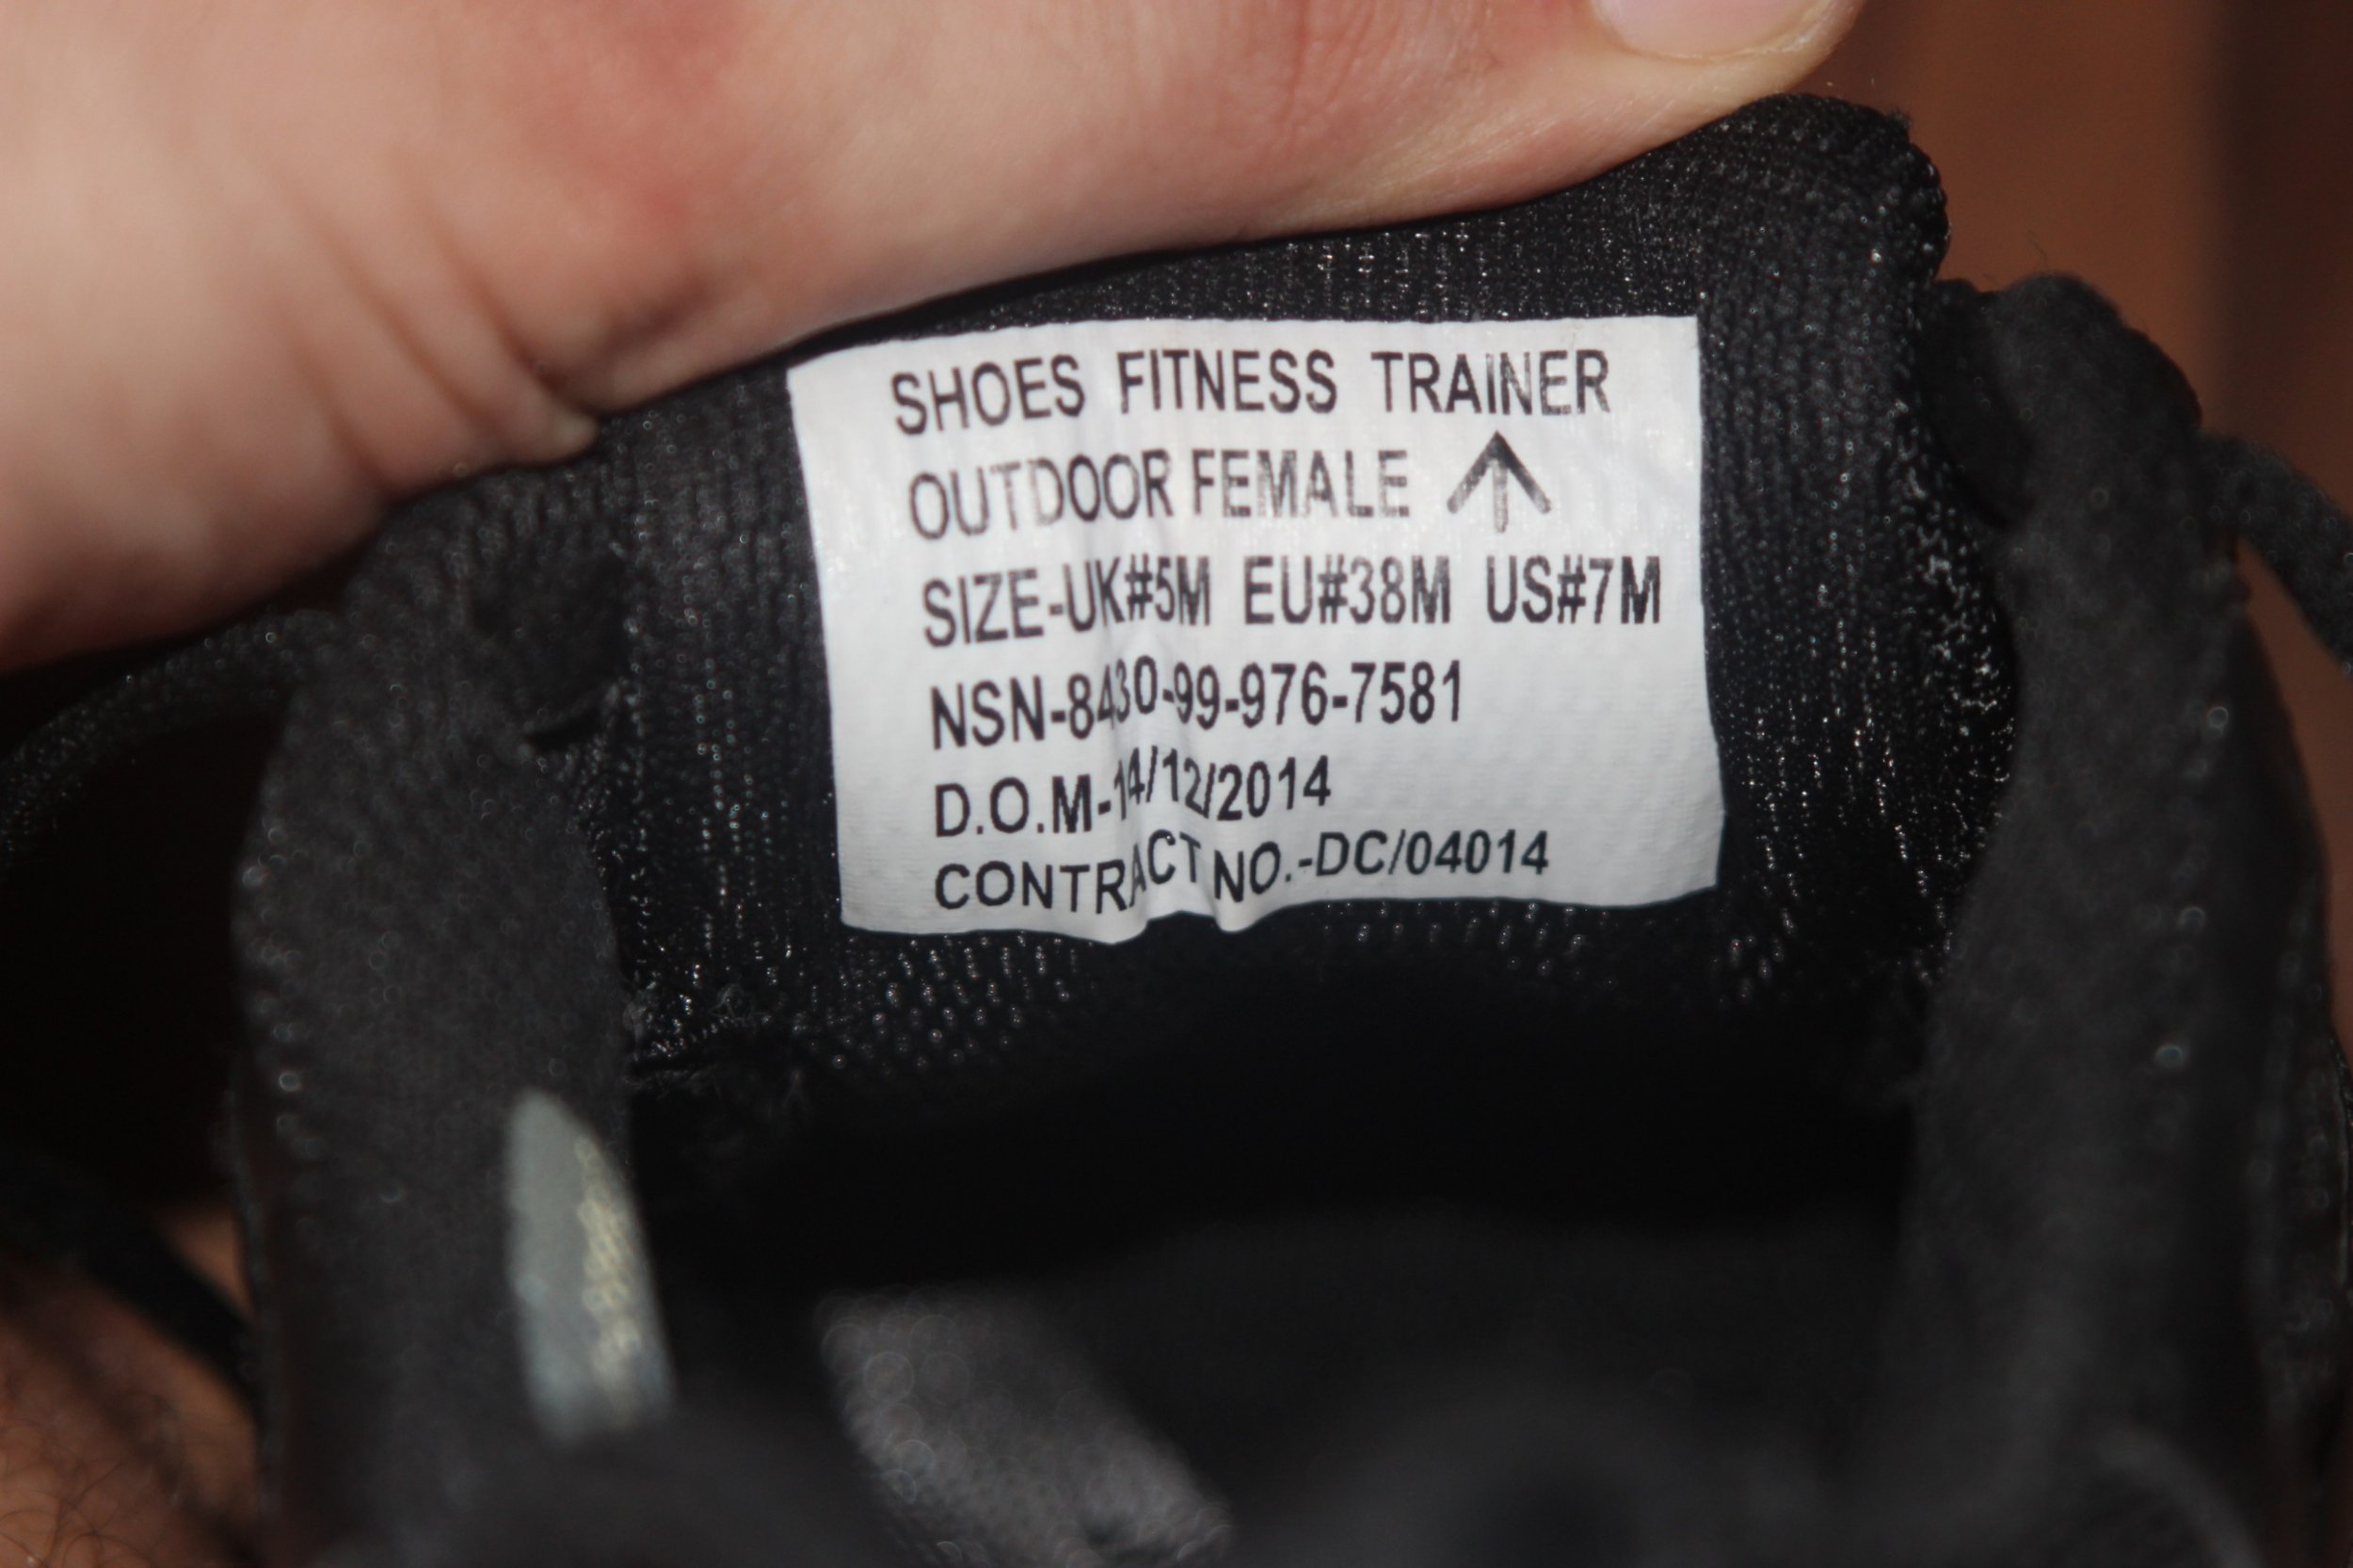 SHOES FITNESS TRAINER
OUTDOOR FEMALE
SIZE-UK#5M EU#38M US#7M
NSN-8430-99-976-7581
D.O.M-14/12/2014
CONTRACT NO.-DC/04014